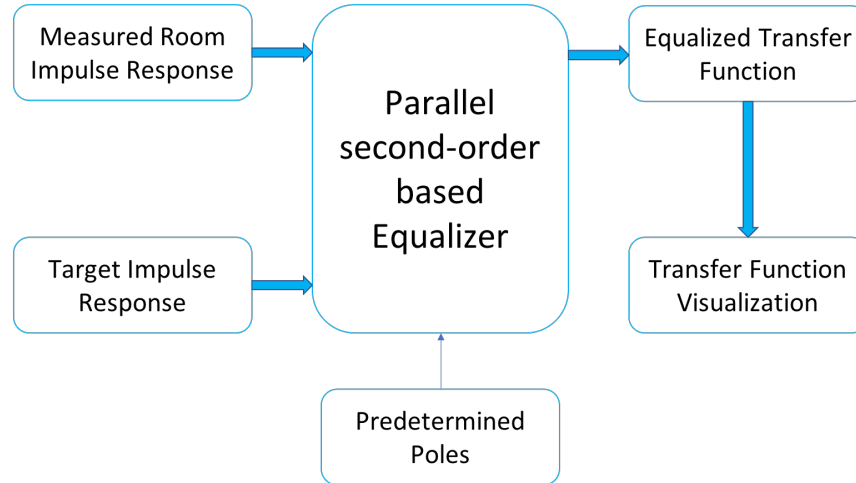 Measured Room
Impulse Response
Parallel
second-order
based
Equalizer
Equalized Transfer
Function
Target Impulse
Response
Transfer Function
Visualization
Predetermined
Poles